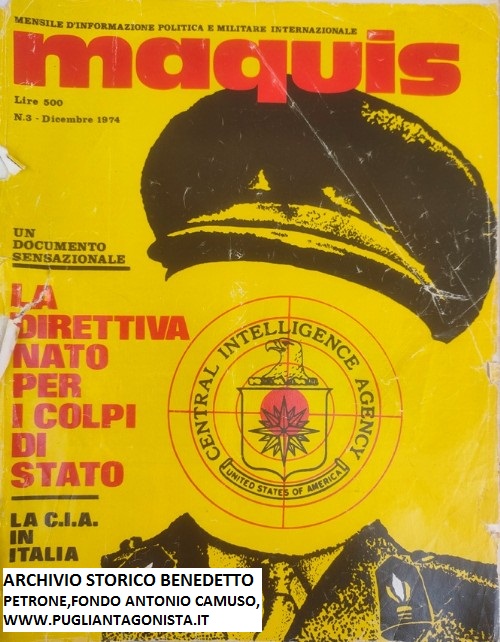 MENSILE D'INFORMAZIONE POLITICA E MILITARE INTERNAZIONALE
maquis
Lire 500
N.3 - Dicembre 1974
UN
DOCUMENTO
SENSAZIONALE
LA
DIRETTIVA
NATO
PER
I COLPI
DI
STATO
CENTRAL INTELLIGENCE AGENCY
UNITED STATES OF AMERICA
LA C.I.A.
IN
ITALIA
ARCHIVIO STORICO BENEDETTO
PETRONE,FONDO ANTONIO CAMUSO,
WWW.PUGLIANTAGONISTA.IT